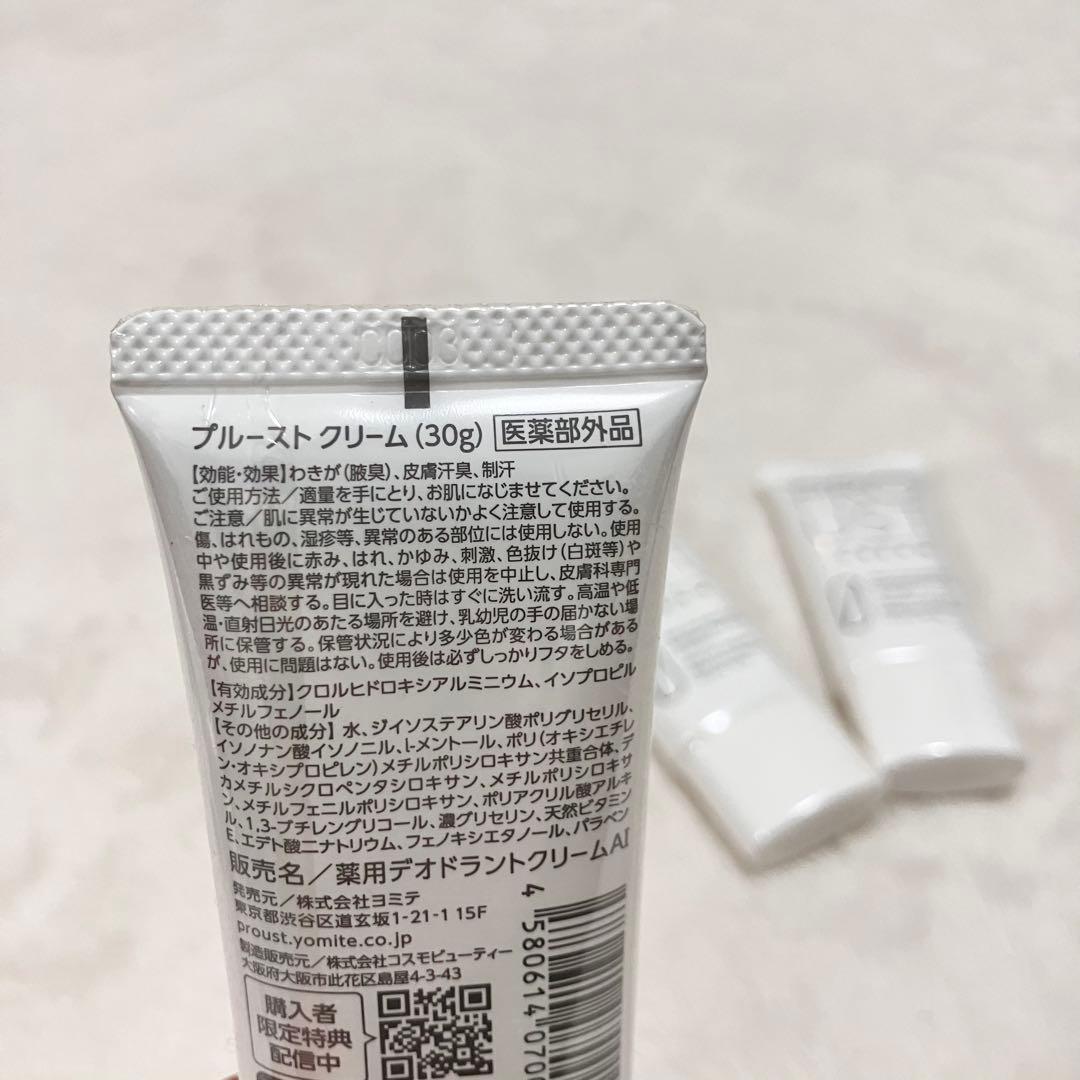 プルースト クリーム(30g) 医薬部外品
【効能・効果】わきが(腋臭)、皮膚汗臭、制汗
ご使用方法／適量を手にとり、お肌になじませてください。
ご注意／肌に異常が生じていないかよく注意して使用する。
傷、はれもの、湿疹等、異常のある部位には使用しない。使用
中や使用後に赤み、はれ、かゆみ、刺激、色抜け(白斑等)や
黒ずみ等の異常が現れた場合は使用を中止し、皮膚科専門
医等へ相談する。目に入った時はすぐに洗い流す。高温や低
温・直射日光のあたる場所を避け、乳幼児の手の届かない場
所に保管する。保管状況により多少色が変わる場合がある
が、使用に問題はない。使用後は必ずしっかりフタをしめる。
【有効成分】クロルヒドロキシアルミニウム、イソプロピル
メチルフェノール
【その他の成分】水、ジイソステアリン酸ポリグリセリル、
イソノナン酸イソノニル、l-メントール、ポリ(オキシエチレ
ン・オキシプロピレン)メチルポリシロキサン共重合体、デ
カメチルシクロペンタシロキサン、メチルポリシロキサ
ン、メチルフェニルポリシロキサン、ポリアクリル酸アルキ
ル、1,3-ブチレングリコール、濃グリセリン、天然ビタミン
E、エデト酸二ナトリウム、フェノキシエタノール、パラベン
販売名／薬用デオドラントクリームAI
発売元／株式会社ヨミテ
東京都渋谷区道玄坂1-21-1 15F
proust.yomite.co.jp
製造販売元／株式会社コスモビューティー
大阪府大阪市此花区島屋4-3-43
購入者
限定特典
配信中
4 580614 070